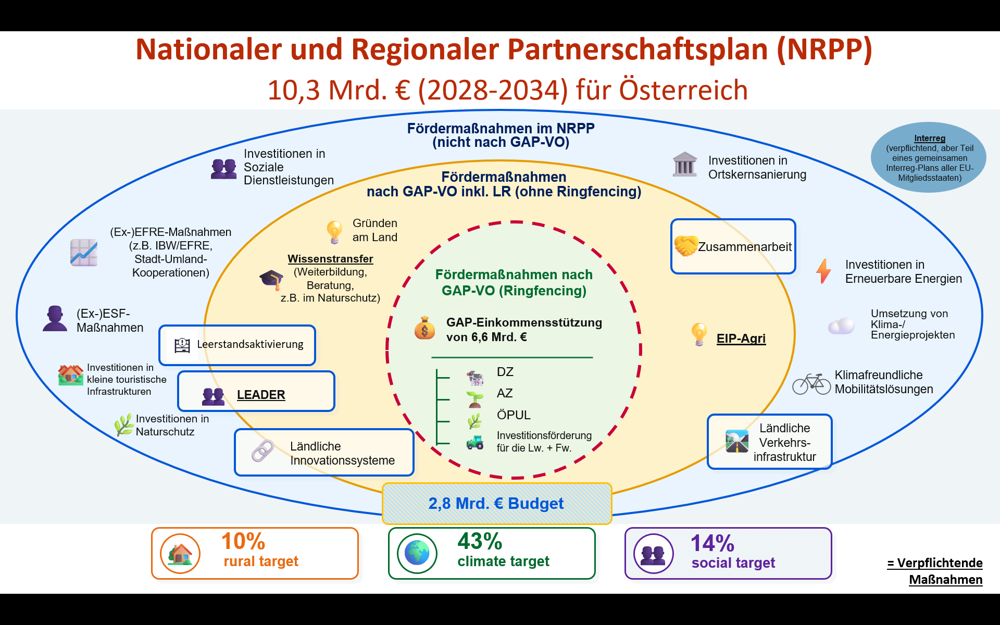 Nationaler und Regionaler Partnerschaftsplan (NRPP)
10,3 Mrd. € (2028-2034) für Österreich
Fördermaßnahmen im NRPP
(nicht nach GAP-VO)
Interreg
(verpflichtend, aber Teil
eines gemeinsamen
Interreg-Plans aller EU-
Mitgliedsstaaten)
Investitionen in
Soziale
Dienstleistungen
Investitionen in
Ortskernsanierung
Fördermaßnahmen
nach GAP-VO inkl. LR (ohne Ringfencing)
(Ex-)EFRE-Maßnahmen
(z.B. IBW/EFRE,
Stadt-Umland-
Kooperationen)
Gründen
am Land
Wissenstransfer
(Weiterbildung,
Beratung,
z.B. im Naturschutz)
Zusammenarbeit
Investitionen in
Erneuerbare Energien
Fördermaßnahmen nach
GAP-VO (Ringfencing)
GAP-Einkommensstützung
von 6,6 Mrd. €
DZ
AZ
ÖPUL
Investitionsförderung
für die Lw. + Fw.
(Ex-)ESF-
Maßnahmen
Leerstandsaktivierung
EIP-Agri
Umsetzung von
Klima-/
Energieprojekten
Investitionen in
kleine touristische
Infrastrukturen
LEADER
Klimafreundliche
Mobilitätslösungen
Investitionen in
Naturschutz
Ländliche
Innovationssysteme
Ländliche
Verkehrs-
infrastruktur
2,8 Mrd. € Budget
10%
rural target
43%
climate target
14%
social target
= Verpflichtende
Maßnahmen